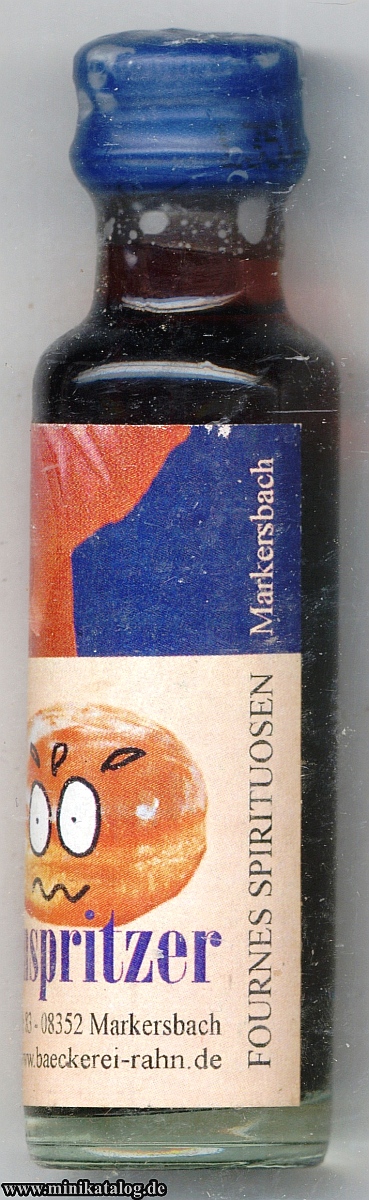 Markersbach
FOURNES SPIRITUOSEN
spritzer
83 - 08352 Markersbach
www.baeckerei-rahn.de
www.minikatalog.de